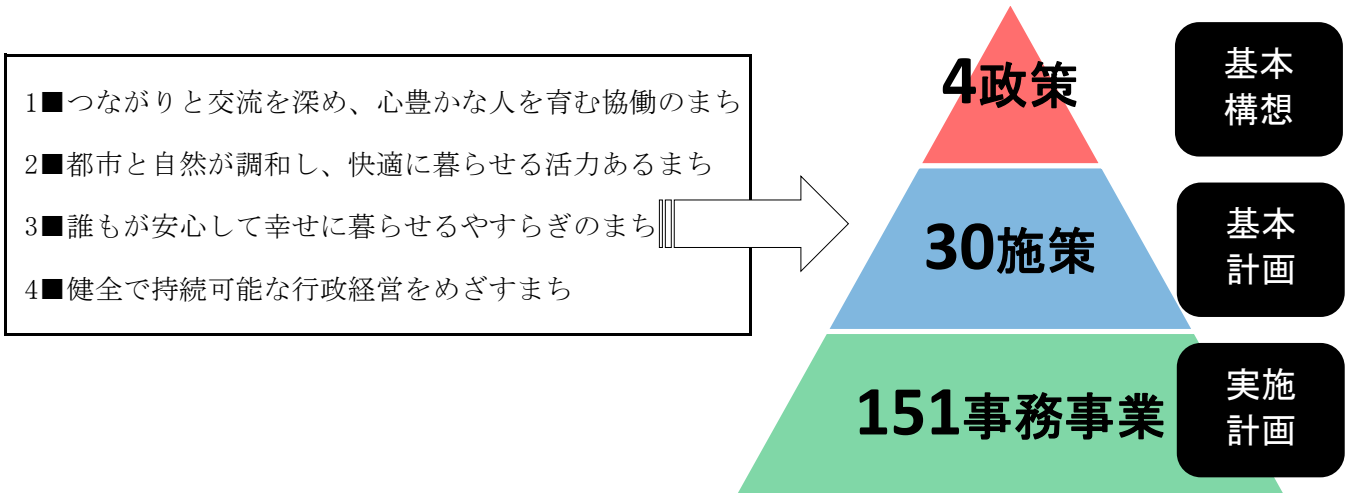 1■つながりと交流を深め、心豊かな人を育む協働のまち
2■都市と自然が調和し、快適に暮らせる活力あるまち
3■誰もが安心して幸せに暮らせるやすらぎのまち
4■健全で持続可能な行政経営をめざすまち
4政策
基本
構想
30施策
基本
計画
151事務事業
実施
計画